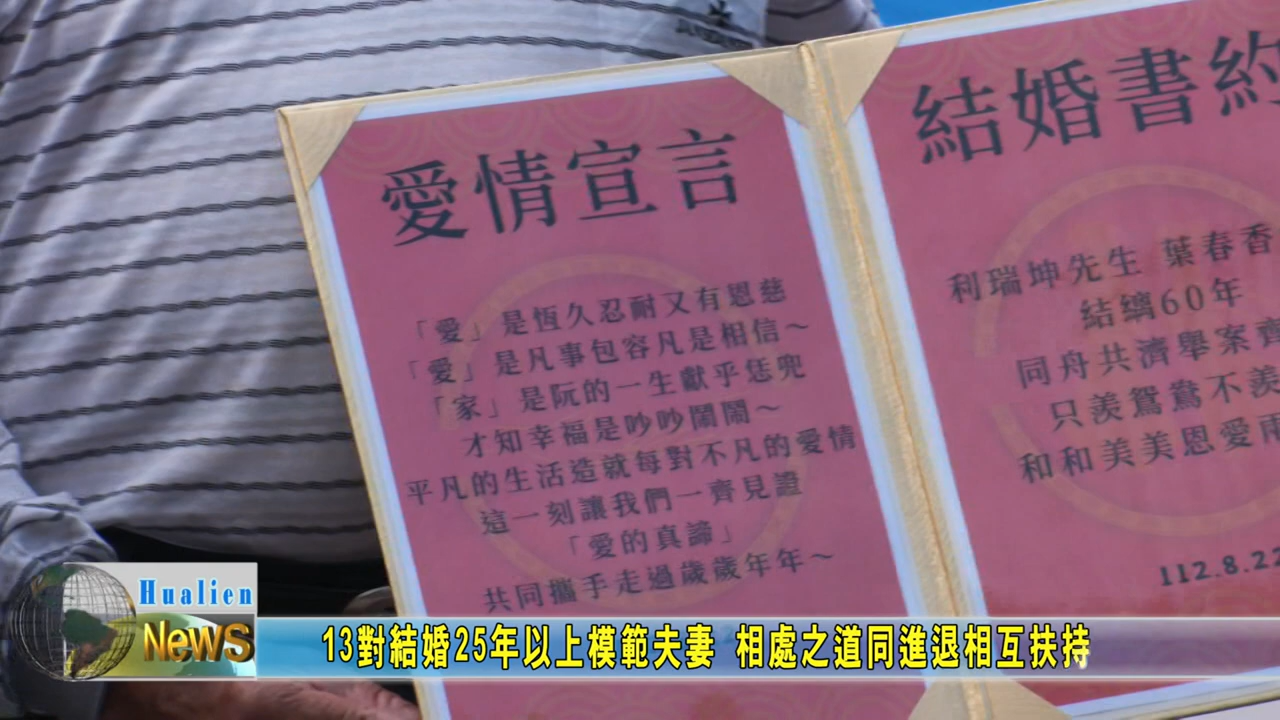 愛情宣言
「愛」是恆久忍耐又有恩慈
「愛」是凡事包容凡是相信～
「家」是阮的一生獻乎恁兜
才知幸福是吵吵鬧鬧～
平凡的生活造就每對不凡的愛情
這一刻讓我們一齊見證
「愛的真諦」
共同攜手走過歲歲年年～
結婚書約
利瑞坤先生 葉春香
結縭60年
同舟共濟舉案齊
只羨鴛鴦不羨
和和美美恩愛兩
112.8.22
Hualien
News
13對結婚25年以上模範夫妻 相處之道同進退相互扶持